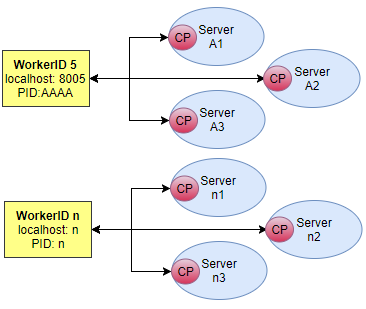 CP
Server
A1
WorkerID 5
localhost: 8005
PID:AAAA
CP
Server
A2
CP
Server
A3
CP
Server
n1
WorkerID n
localhost: n
PID: n
CP
Server
n2
CP
Server
n3